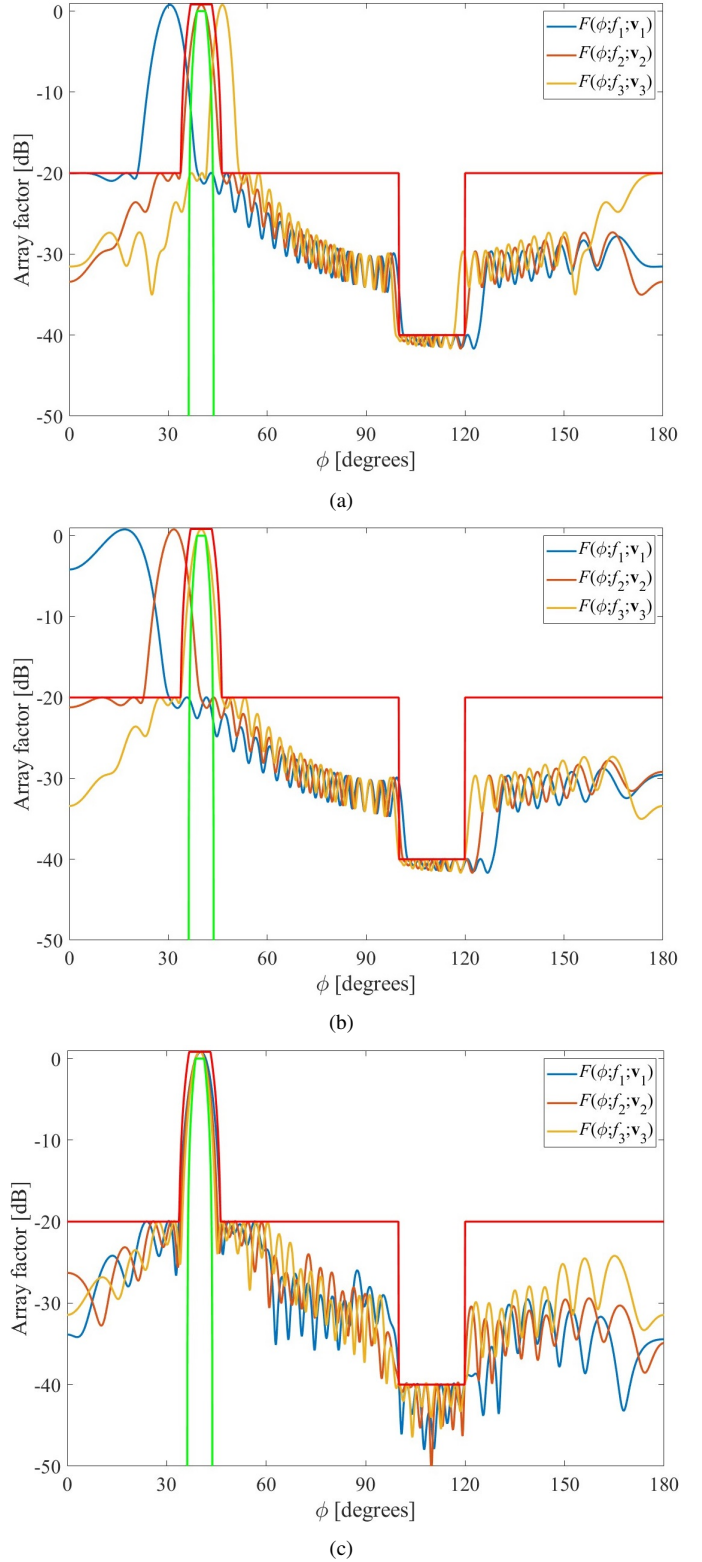 0
-10
-20
-30
-40
-50
Array factor [dB]
F(ϕ;f₁;v₁)
F(ϕ;f₂;v₂)
F(ϕ;f₃;v₃)
0 30 60 90 120 150 180
ϕ [degrees]
(a)
0
-10
-20
-30
-40
-50
Array factor [dB]
F(ϕ;f₁;v₁)
F(ϕ;f₂;v₂)
F(ϕ;f₃;v₃)
0 30 60 90 120 150 180
ϕ [degrees]
(b)
0
-10
-20
-30
-40
-50
Array factor [dB]
F(ϕ;f₁;v₁)
F(ϕ;f₂;v₂)
F(ϕ;f₃;v₃)
0 30 60 90 120 150 180
ϕ [degrees]
(c)